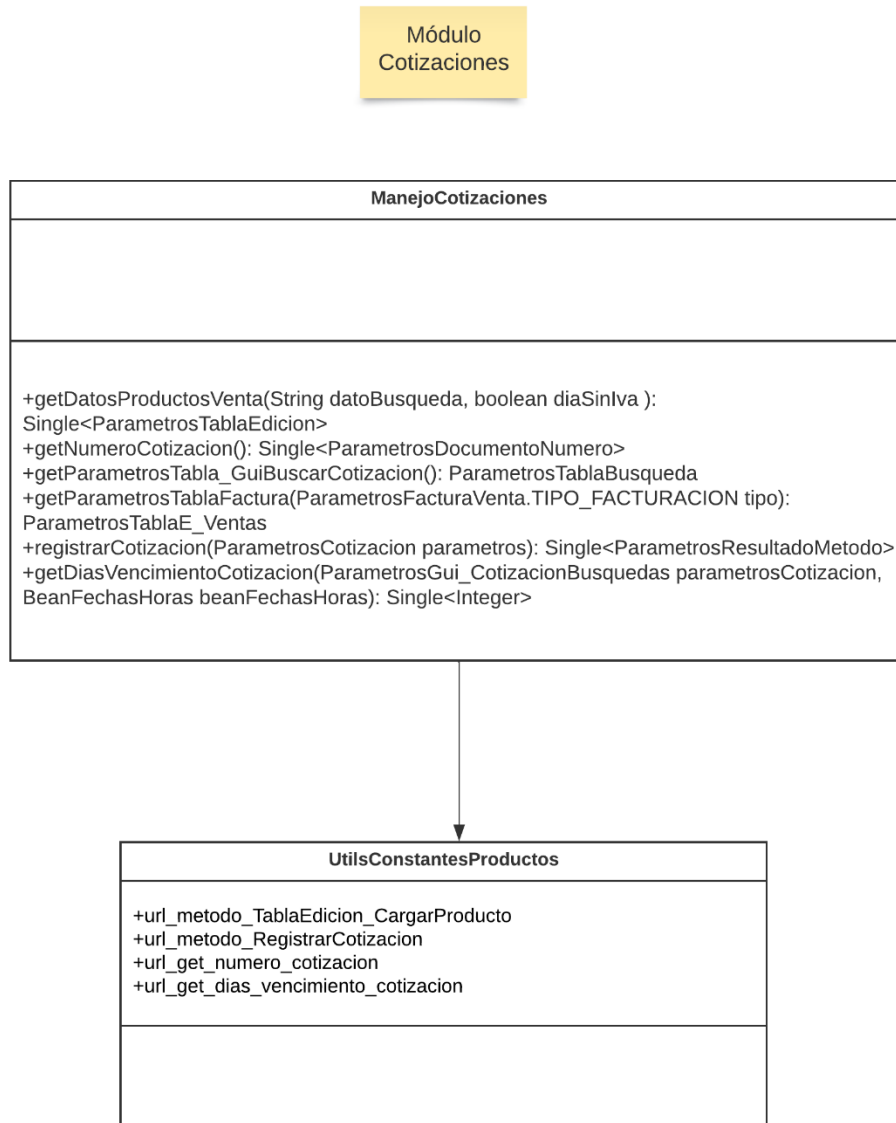 Módulo
Cotizaciones
ManejoCotizaciones
+getDatosProductosVenta(String datoBusqueda, boolean diaSinIva ):
Single<ParametrosTablaEdicion>
+getNumeroCotizacion(): Single<ParametrosDocumentoNumero>
+getParametrosTabla_GuiBuscarCotizacion(): ParametrosTablaBusqueda
+getParametrosTablaFactura(ParametrosFacturaVenta.TIPO_FACTURACION tipo):
ParametrosTablaE_Ventas
+registrarCotizacion(ParametrosCotizacion parametros): Single<ParametrosResultadoMetodo>
+getDiasVencimientoCotizacion(ParametrosGui_CotizacionBusquedas parametrosCotizacion,
BeanFechasHoras beanFechasHoras): Single<Integer>
UtilsConstantesProductos
+url_metodo_TablaEdicion_CargarProducto
+url_metodo_RegistrarCotizacion
+url_get_numero_cotizacion
+url_get_dias_vencimiento_cotizacion